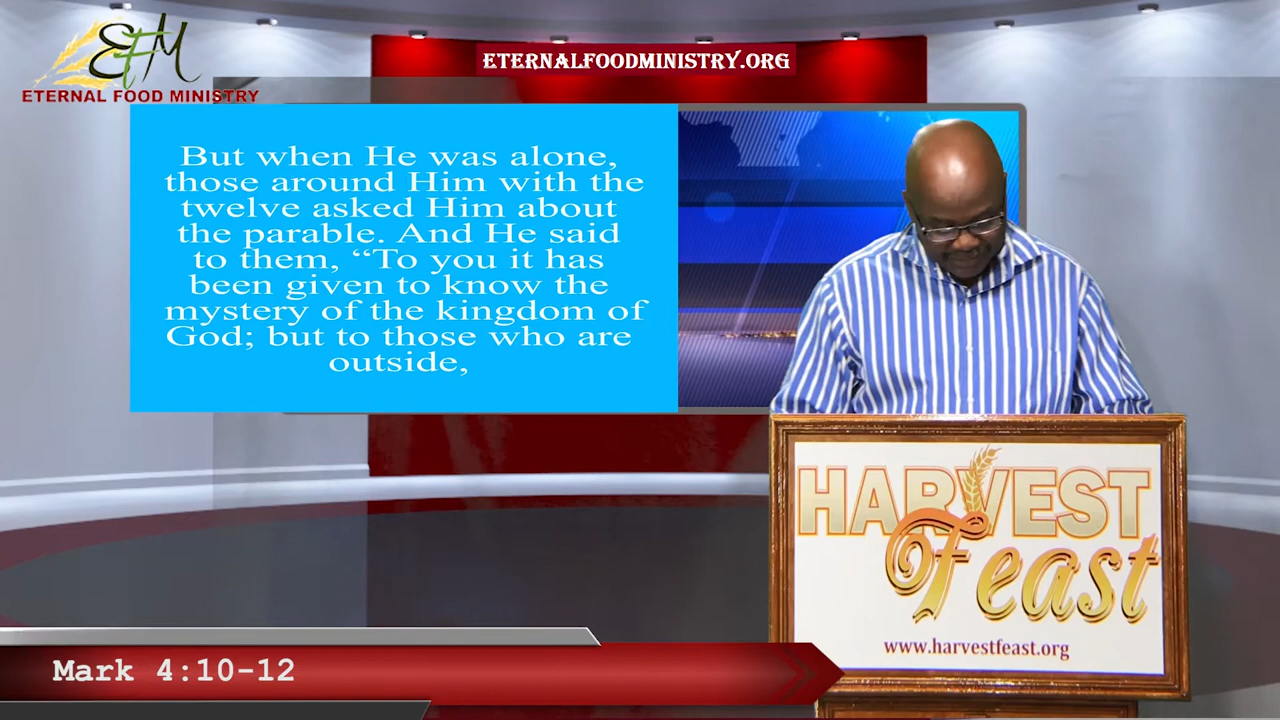 EFM
ETERNAL FOOD MINISTRY
ETERNALFOODMINISTRY.ORG
But when He was alone,
those around Him with the
twelve asked Him about
the parable. And He said
to them, “To you it has
been given to know the
mystery of the kingdom of
God; but to those who are
outside,
HARVEST
Feast
www.harvestfeast.org
Mark 4:10-12